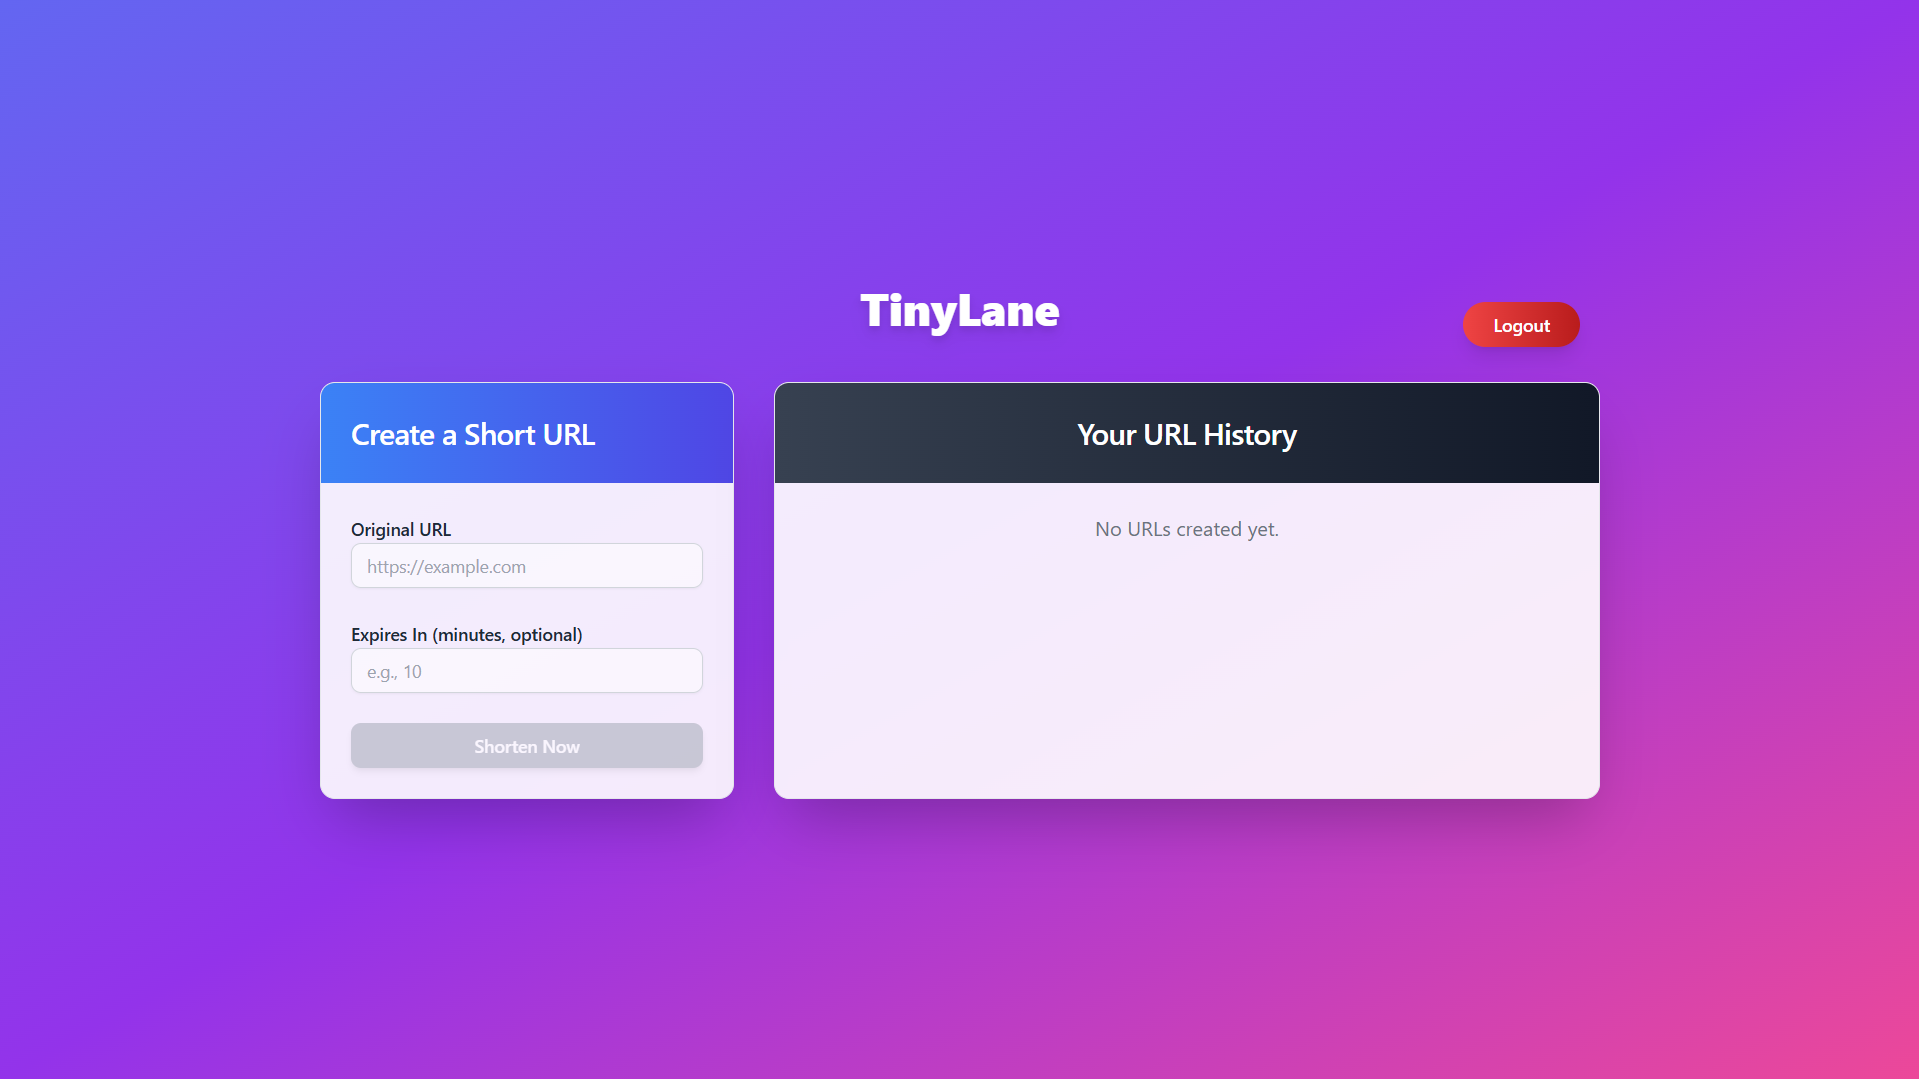 TinyLane
Logout
Create a Short URL
Original URL
https://example.com
Expires In (minutes, optional)
e.g., 10
Shorten Now
Your URL History
No URLs created yet.